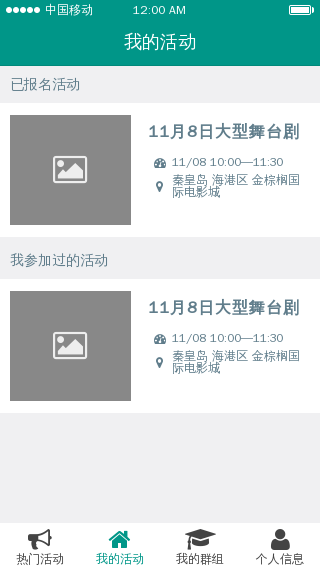 中国移动 12:00 AM
我的活动
已报名活动
11月8日大型舞台剧
11/08 10:00—11:30
秦皇岛 海港区 金棕榈国
际电影城
我参加过的活动
11月8日大型舞台剧
11/08 10:00—11:30
秦皇岛 海港区 金棕榈国
际电影城
热门活动 我的活动 我的群组 个人信息